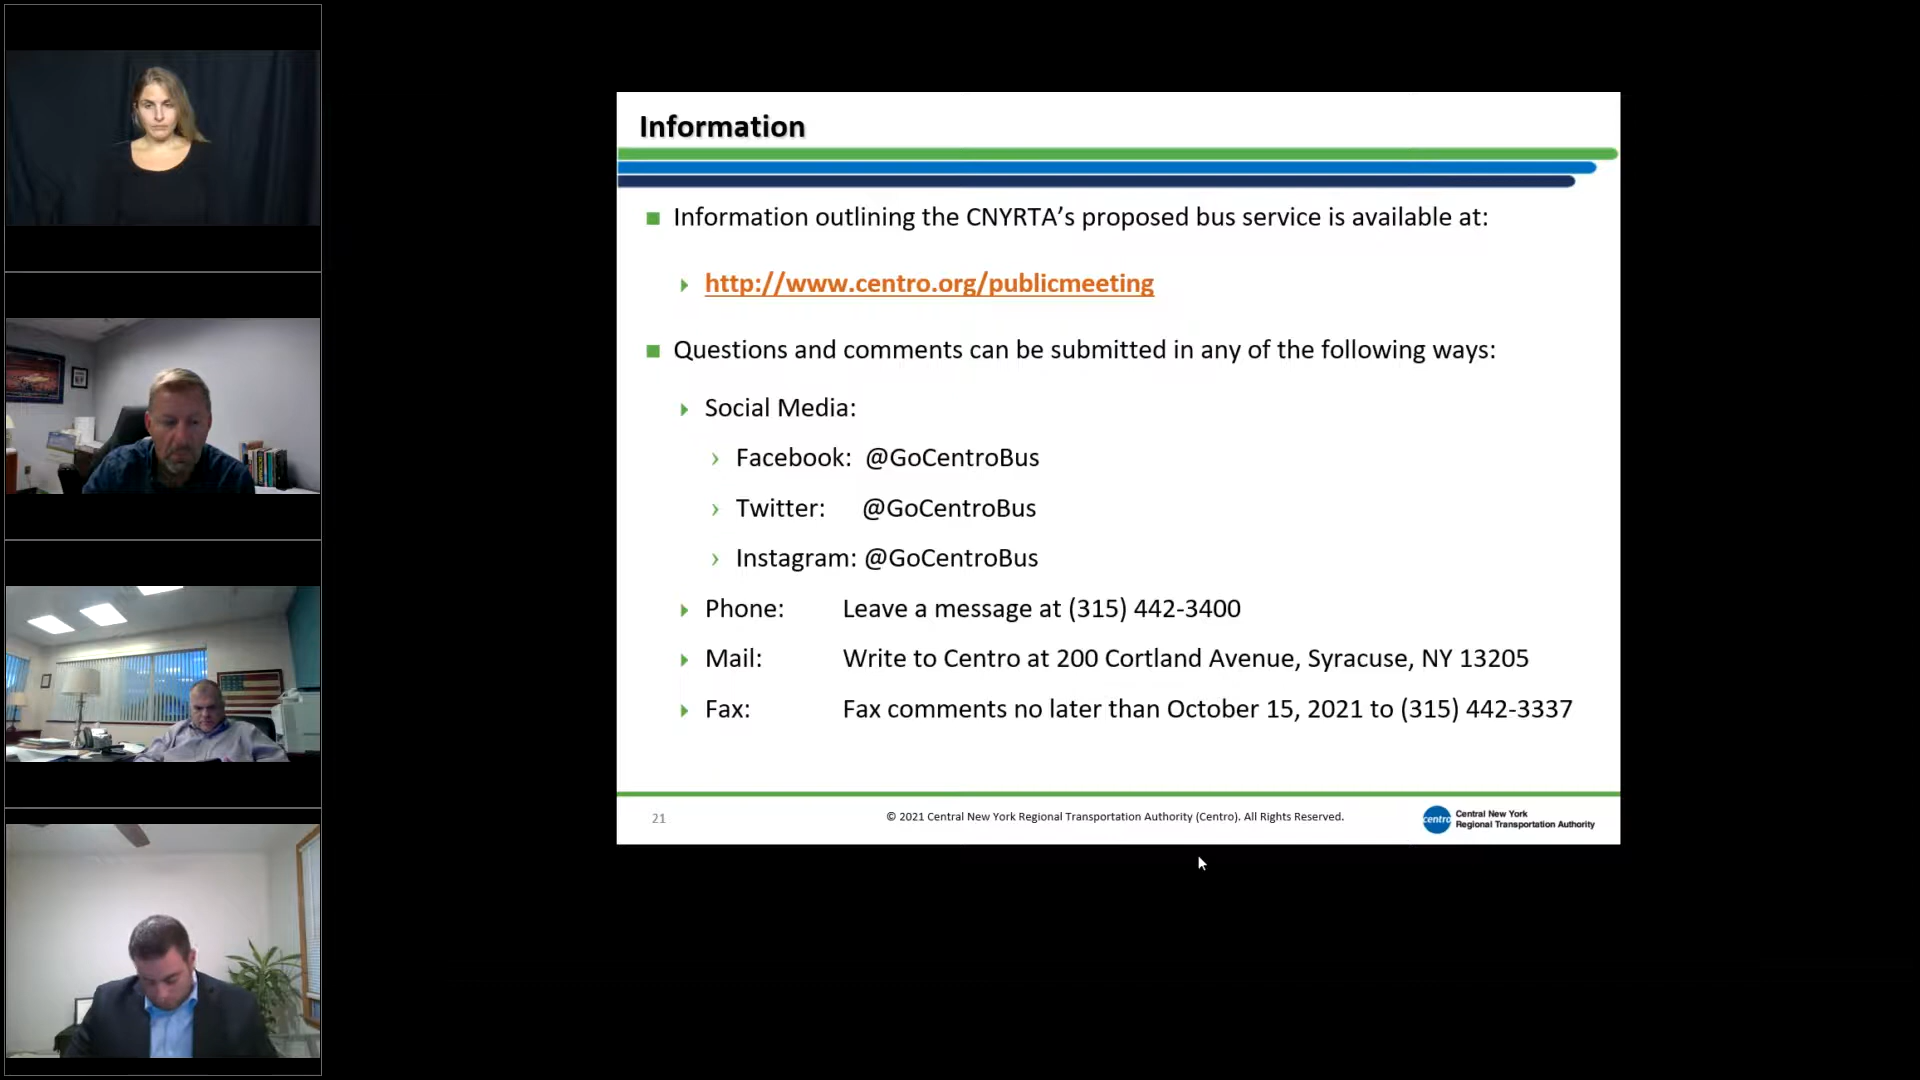 Information
Information outlining the CNYRTA's proposed bus service is available at:
http://www.centro.org/publicmeeting
Questions and comments can be submitted in any of the following ways:
Social Media:
Facebook: @GoCentroBus
Twitter: @GoCentroBus
Instagram: @GoCentroBus
Phone: Leave a message at (315) 442-3400
Mail: Write to Centro at 200 Cortland Avenue, Syracuse, NY 13205
Fax: Fax comments no later than October 15, 2021 to (315) 442-3337
21
© 2021 Central New York Regional Transportation Authority (Centro). All Rights Reserved.
centro
Central New York
Regional Transportation Authority